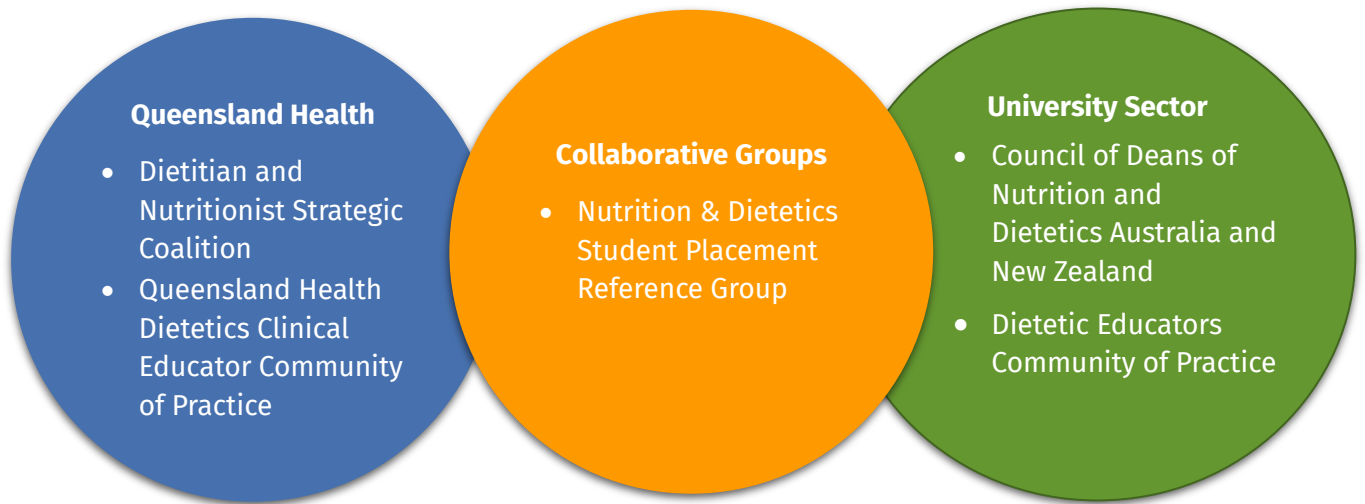 Queensland Health
• Dietitian and
Nutritionist Strategic
Coalition
• Queensland Health
Dietetics Clinical
Educator Community
of Practice
Collaborative Groups
• Nutrition & Dietetics
Student Placement
Reference Group
University Sector
• Council of Deans of
Nutrition and
Dietetics Australia and
New Zealand
• Dietetic Educators
Community of Practice